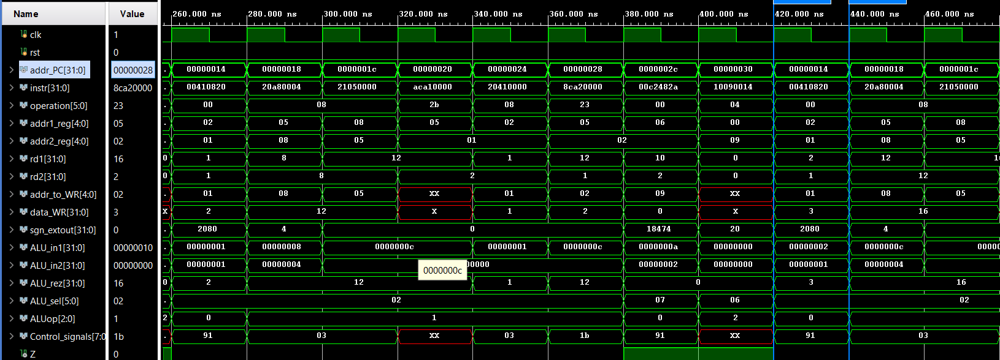 Name Value 260.000 ns 280.000 ns 300.000 ns 320.000 ns 340.000 ns 360.000 ns 380.000 ns 400.000 ns 420.000 ns 440.000 ns 460.000 ns
clk 1
rst 0
addr_PC[31:0] 00000028 . 00000014 00000018 0000001c 00000020 00000024 00000028 0000002c 00000030 00000014 00000018 0000001c
instr[31:0] 8ca20000 . 00410820 20a80004 21050000 aca10000 20410000 8ca20000 00c2482a 10090014 00410820 20a80004 21050000
operation[5:0] 23 . 00 08 2b 08 23 00 04 00 08
addr1_reg[4:0] 05 . 02 05 08 05 02 05 06 00 02 05 08
addr2_reg[4:0] 02 . 01 08 05 01 02 09 01 08 05
rd1[31:0] 16 0 1 8 12 1 12 10 0 2 12
rd2[31:0] 2 0 1 8 2 1 2 0 1 12
addr_to_WR[4:0] 02 . 01 08 05 XX 01 02 09 XX 01 08 05
data_WR[31:0] 3 X 2 12 X 1 2 0 X 3 16
sgn_extout[31:0] 0 . 2080 4 0 18474 20 2080 4
ALU_in1[31:0] 00000010 . 00000001 00000008 0000000c 00000001 0000000c 0000000a 00000000 00000002 0000000c 00000
ALU_in2[31:0] 00000000 . 00000001 00000004 0000000c 00000002 00000000 00000001 00000004
ALU_rez[31:0] 16 0 2 12 1 12 0 3 16
ALU_sel[5:0] 02 02 07 06 02
ALUop[2:0] 1 2 0 1 0 2 0
Control_signals[7:0 1b . 91 03 XX 03 1b 91 XX 91 03
Z 0